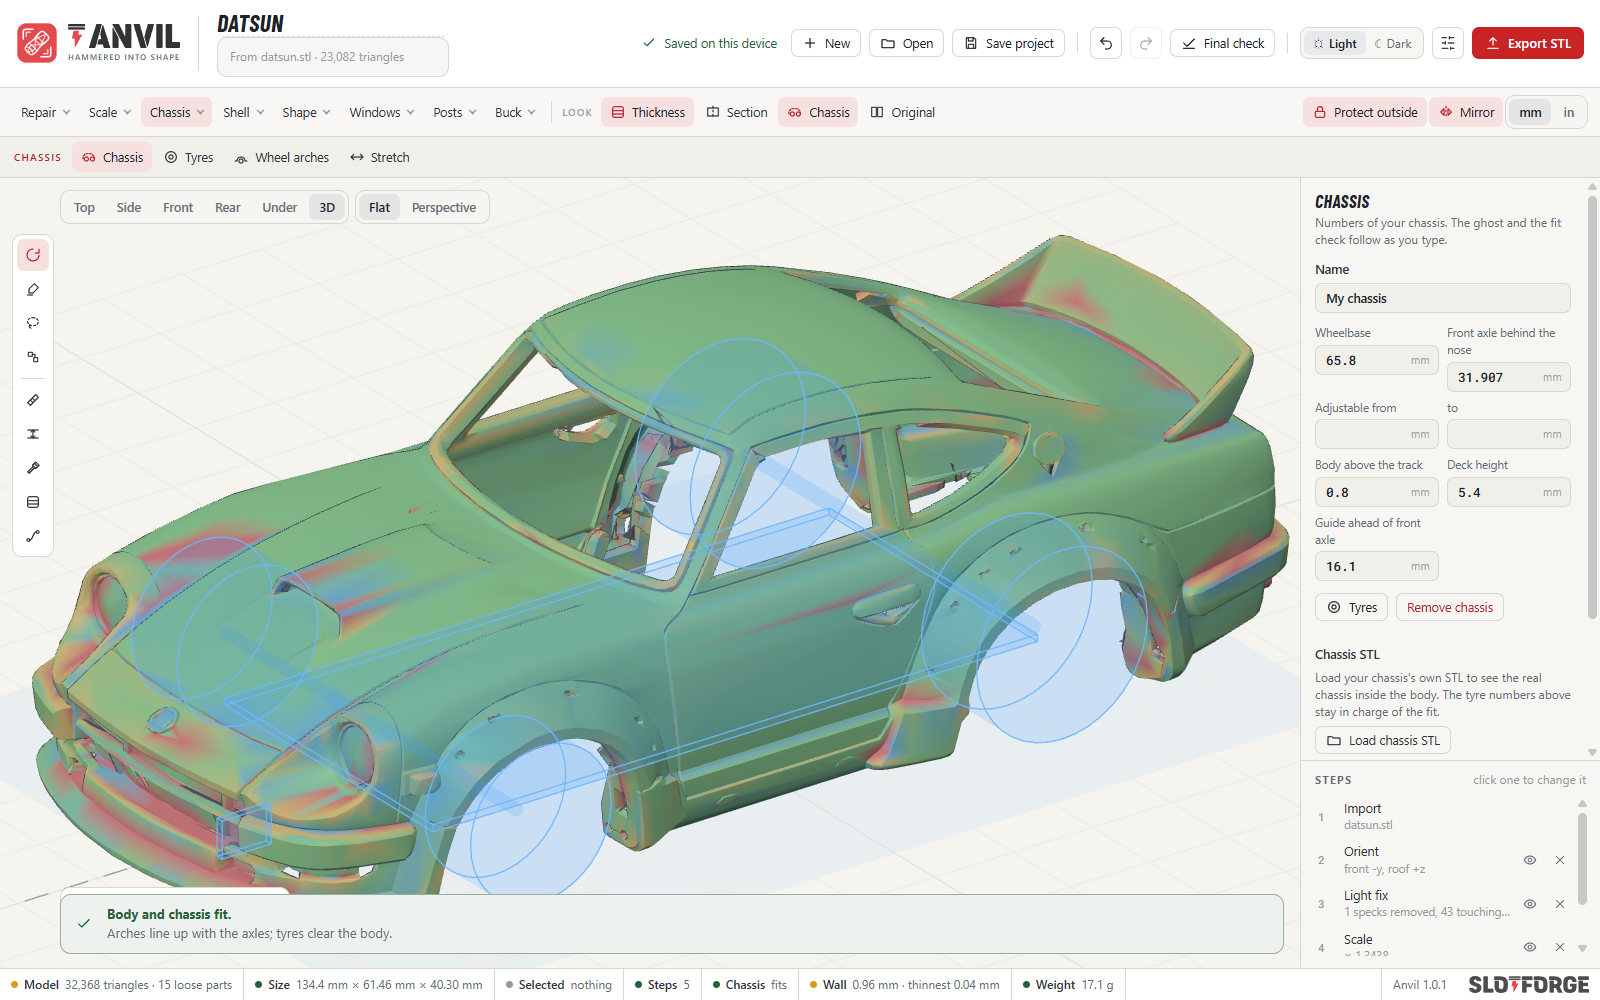 ANVIL
HAMMERED INTO SHAPE
DATSUN
From datsun.stl · 23,082 triangles
Saved on this device
New
Open
Save project
Final check
Light
Dark
Export STL
Repair
Scale
Chassis
Shell
Shape
Windows
Posts
Buck
LOOK
Thickness
Section
Chassis
Original
Protect outside
Mirror
mm
in
CHASSIS
Chassis
Tyres
Wheel arches
Stretch
Top
Side
Front
Rear
Under
3D
Flat
Perspective
CHASSIS
Numbers of your chassis. The ghost and the fit
check follow as you type.
Name
My chassis
Wheelbase
65.8 mm
Front axle behind the
nose
31.907 mm
Adjustable from
mm
to
mm
Body above the track
0.8 mm
Deck height
5.4 mm
Guide ahead of front
axle
16.1 mm
Tyres
Remove chassis
Chassis STL
Load your chassis's own STL to see the real
chassis inside the body. The tyre numbers above
stay in charge of the fit.
Load chassis STL
STEPS
click one to change it
1 Import
datsun.stl
2 Orient
front -y, roof +z
3 Light fix
1 specks removed, 43 touching...
4 Scale
× 1.3438
Body and chassis fit.
Arches line up with the axles; tyres clear the body.
Model 32,368 triangles · 15 loose parts
Size 134.4 mm × 61.46 mm × 40.30 mm
Selected nothing
Steps 5
Chassis fits
Wall 0.96 mm · thinnest 0.04 mm
Weight 17.1 g
Anvil 1.0.1
SLOTFORGE